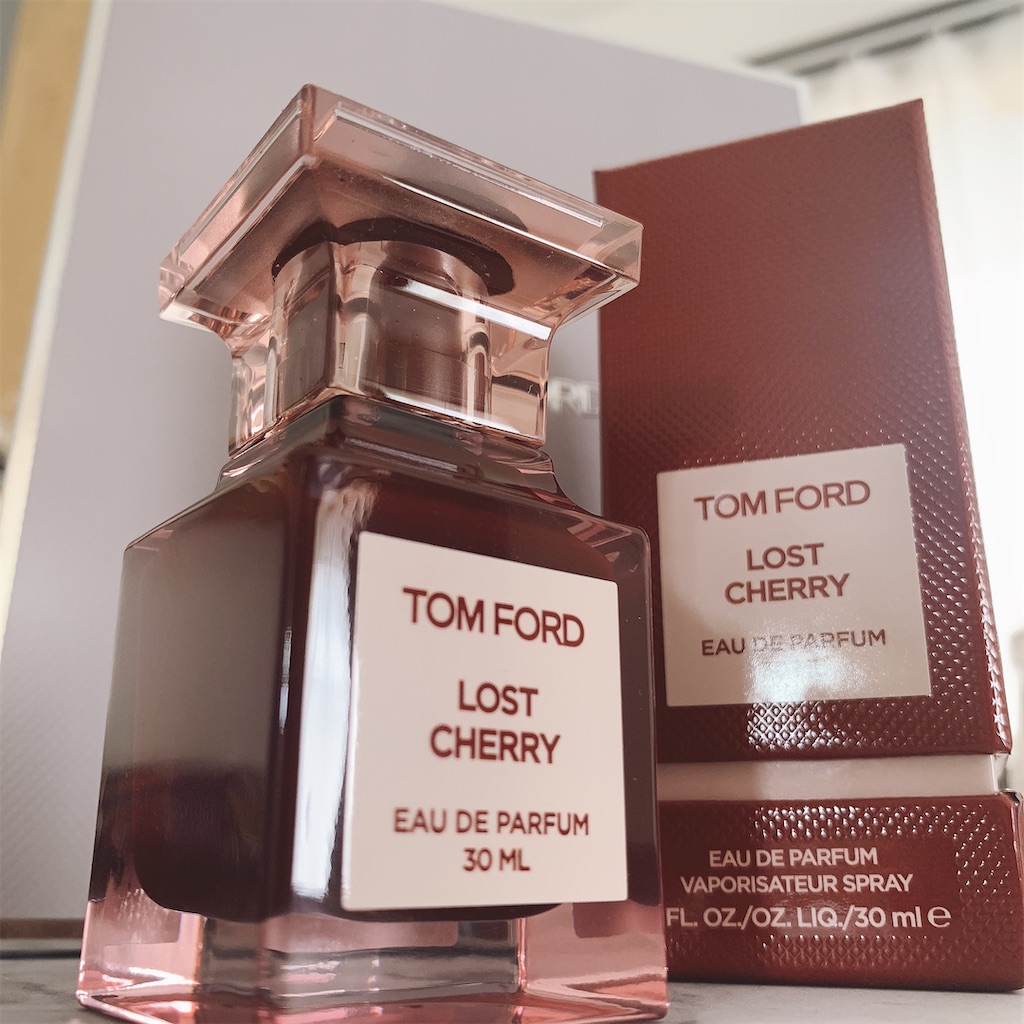 TOM FORD
LOST
CHERRY
EAU DE PARFUM
30 ML
TOM FORD
LOST
CHERRY
EAU DE PARFUM
EAU DE PARFUM
VAPORISATEUR SPRAY
FL. OZ./OZ. LIQ./30 ml ℮